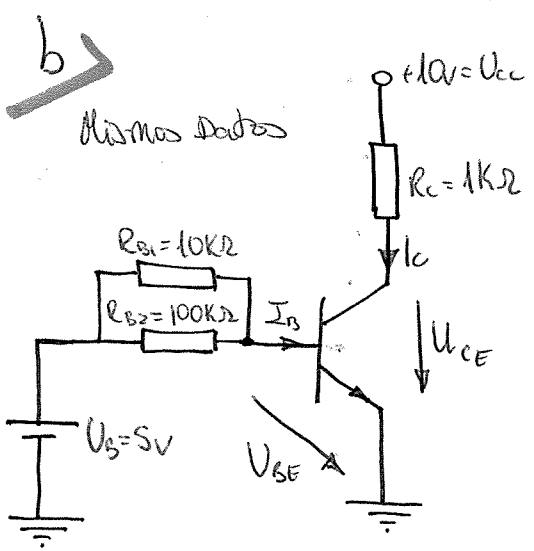 b
+10V=Ucc
Mismos Datos
Rc=1KΩ
Ic
RB1=10KΩ
RB2=100KΩ
IB
UCE
UB=5V
UBE